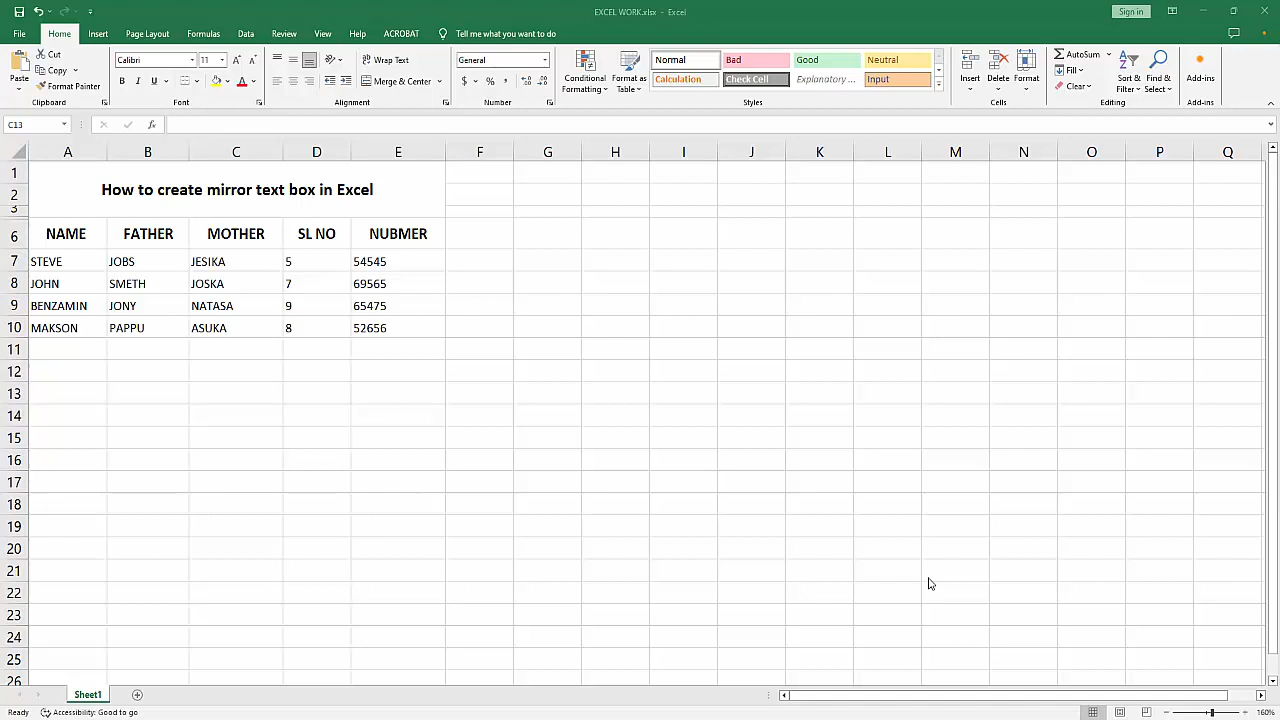 EXCEL WORK.xlsx - Excel
Sign in
File Home Insert Page Layout Formulas Data Review View Help ACROBAT Tell me what you want to do
Paste
Cut
Copy
Format Painter
Clipboard
Calibri 11
B I U
Font
Wrap Text
Merge & Center
Alignment
General
$ % ,
Number
Conditional Formatting
Format as Table
Normal Bad Good Neutral
Calculation Check Cell Explanatory ... Input
Styles
Insert Delete Format
Cells
AutoSum
Fill
Clear
Sort & Filter
Find & Select
Editing
Add-ins
Add-ins
C13 fx
A B C D E F G H I J K L M N O P Q
1
2 How to create mirror text box in Excel
3
6 NAME FATHER MOTHER SL NO NUBMER
7 STEVE JOBS JESIKA 5 54545
8 JOHN SMETH JOSKA 7 69565
9 BENZAMIN JONY NATASA 9 65475
10 MAKSON PAPPU ASUKA 8 52656
11
12
13
14
15
16
17
18
19
20
21
22
23
24
25
26
Sheet1
Ready Accessibility: Good to go 160%